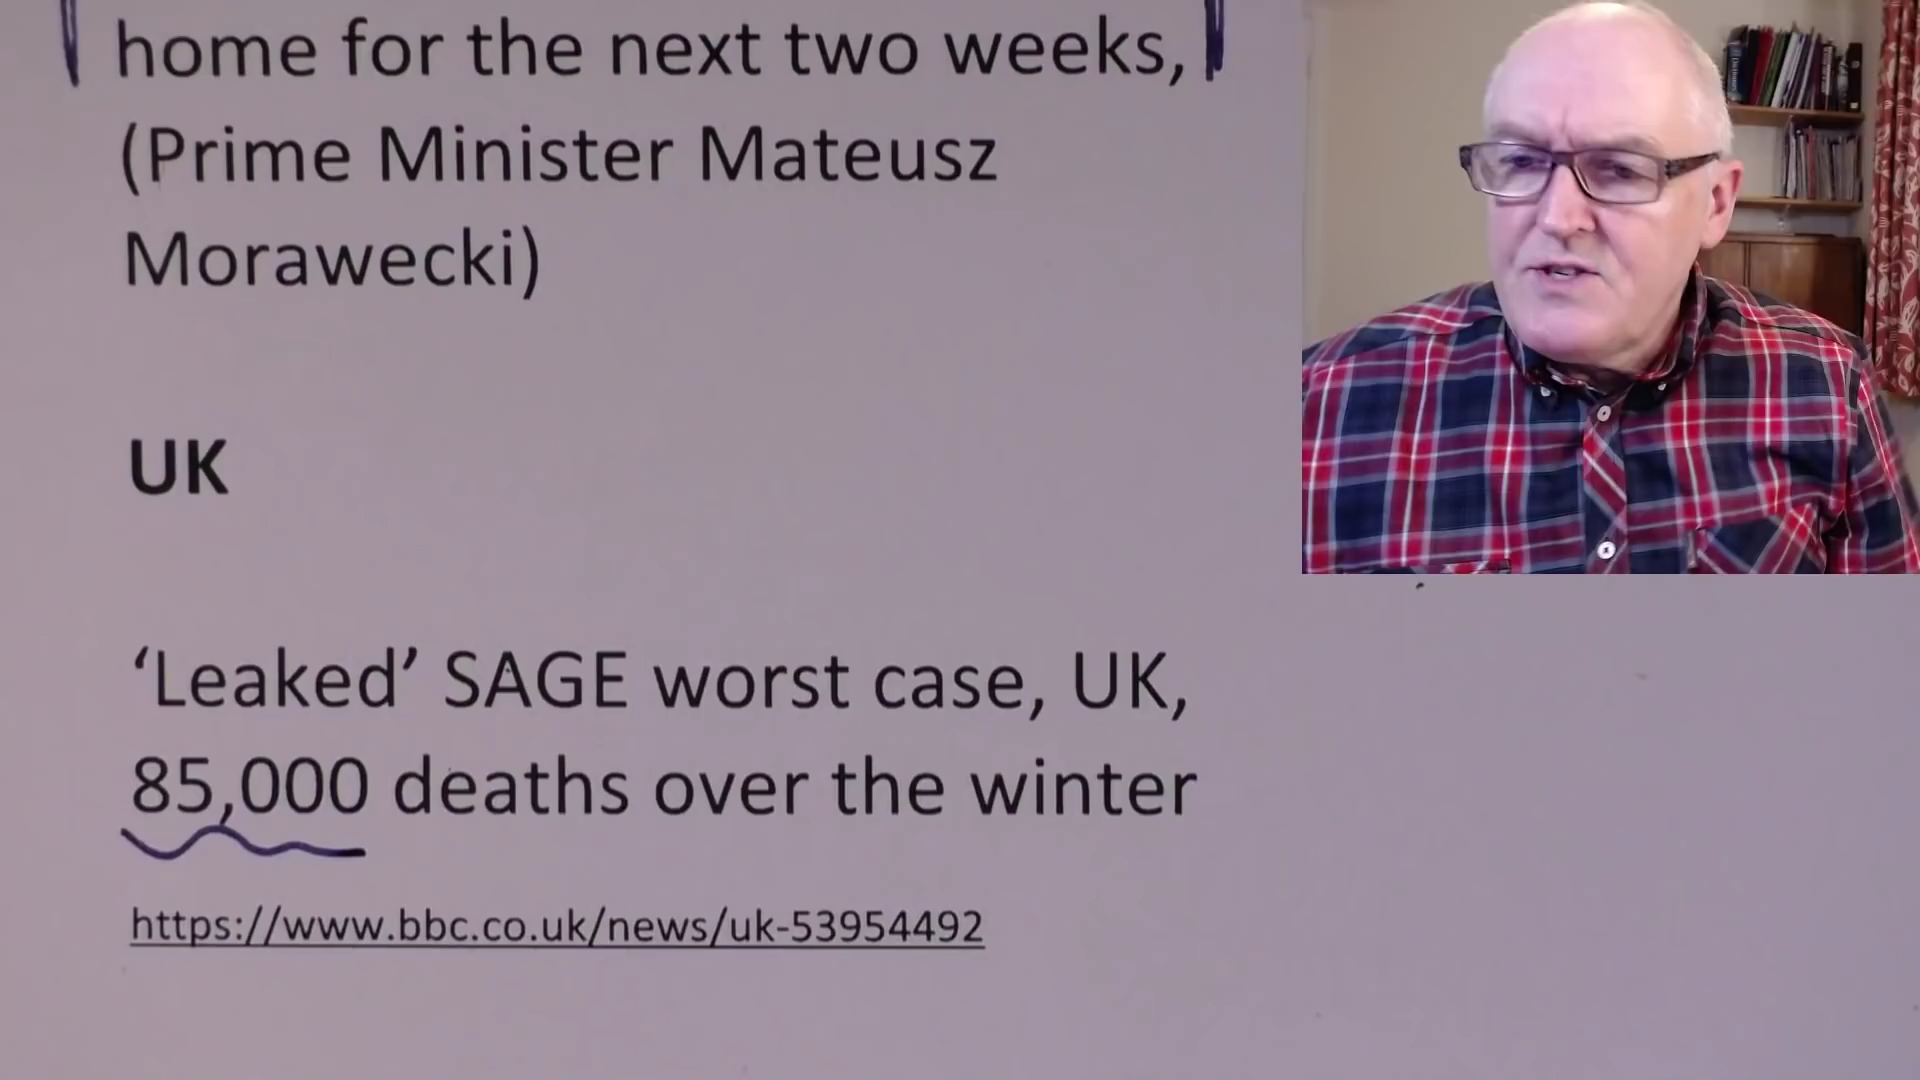 home for the next two weeks,
(Prime Minister Mateusz
Morawecki)
UK
‘Leaked’ SAGE worst case, UK,
85,000 deaths over the winter
https://www.bbc.co.uk/news/uk-53954492